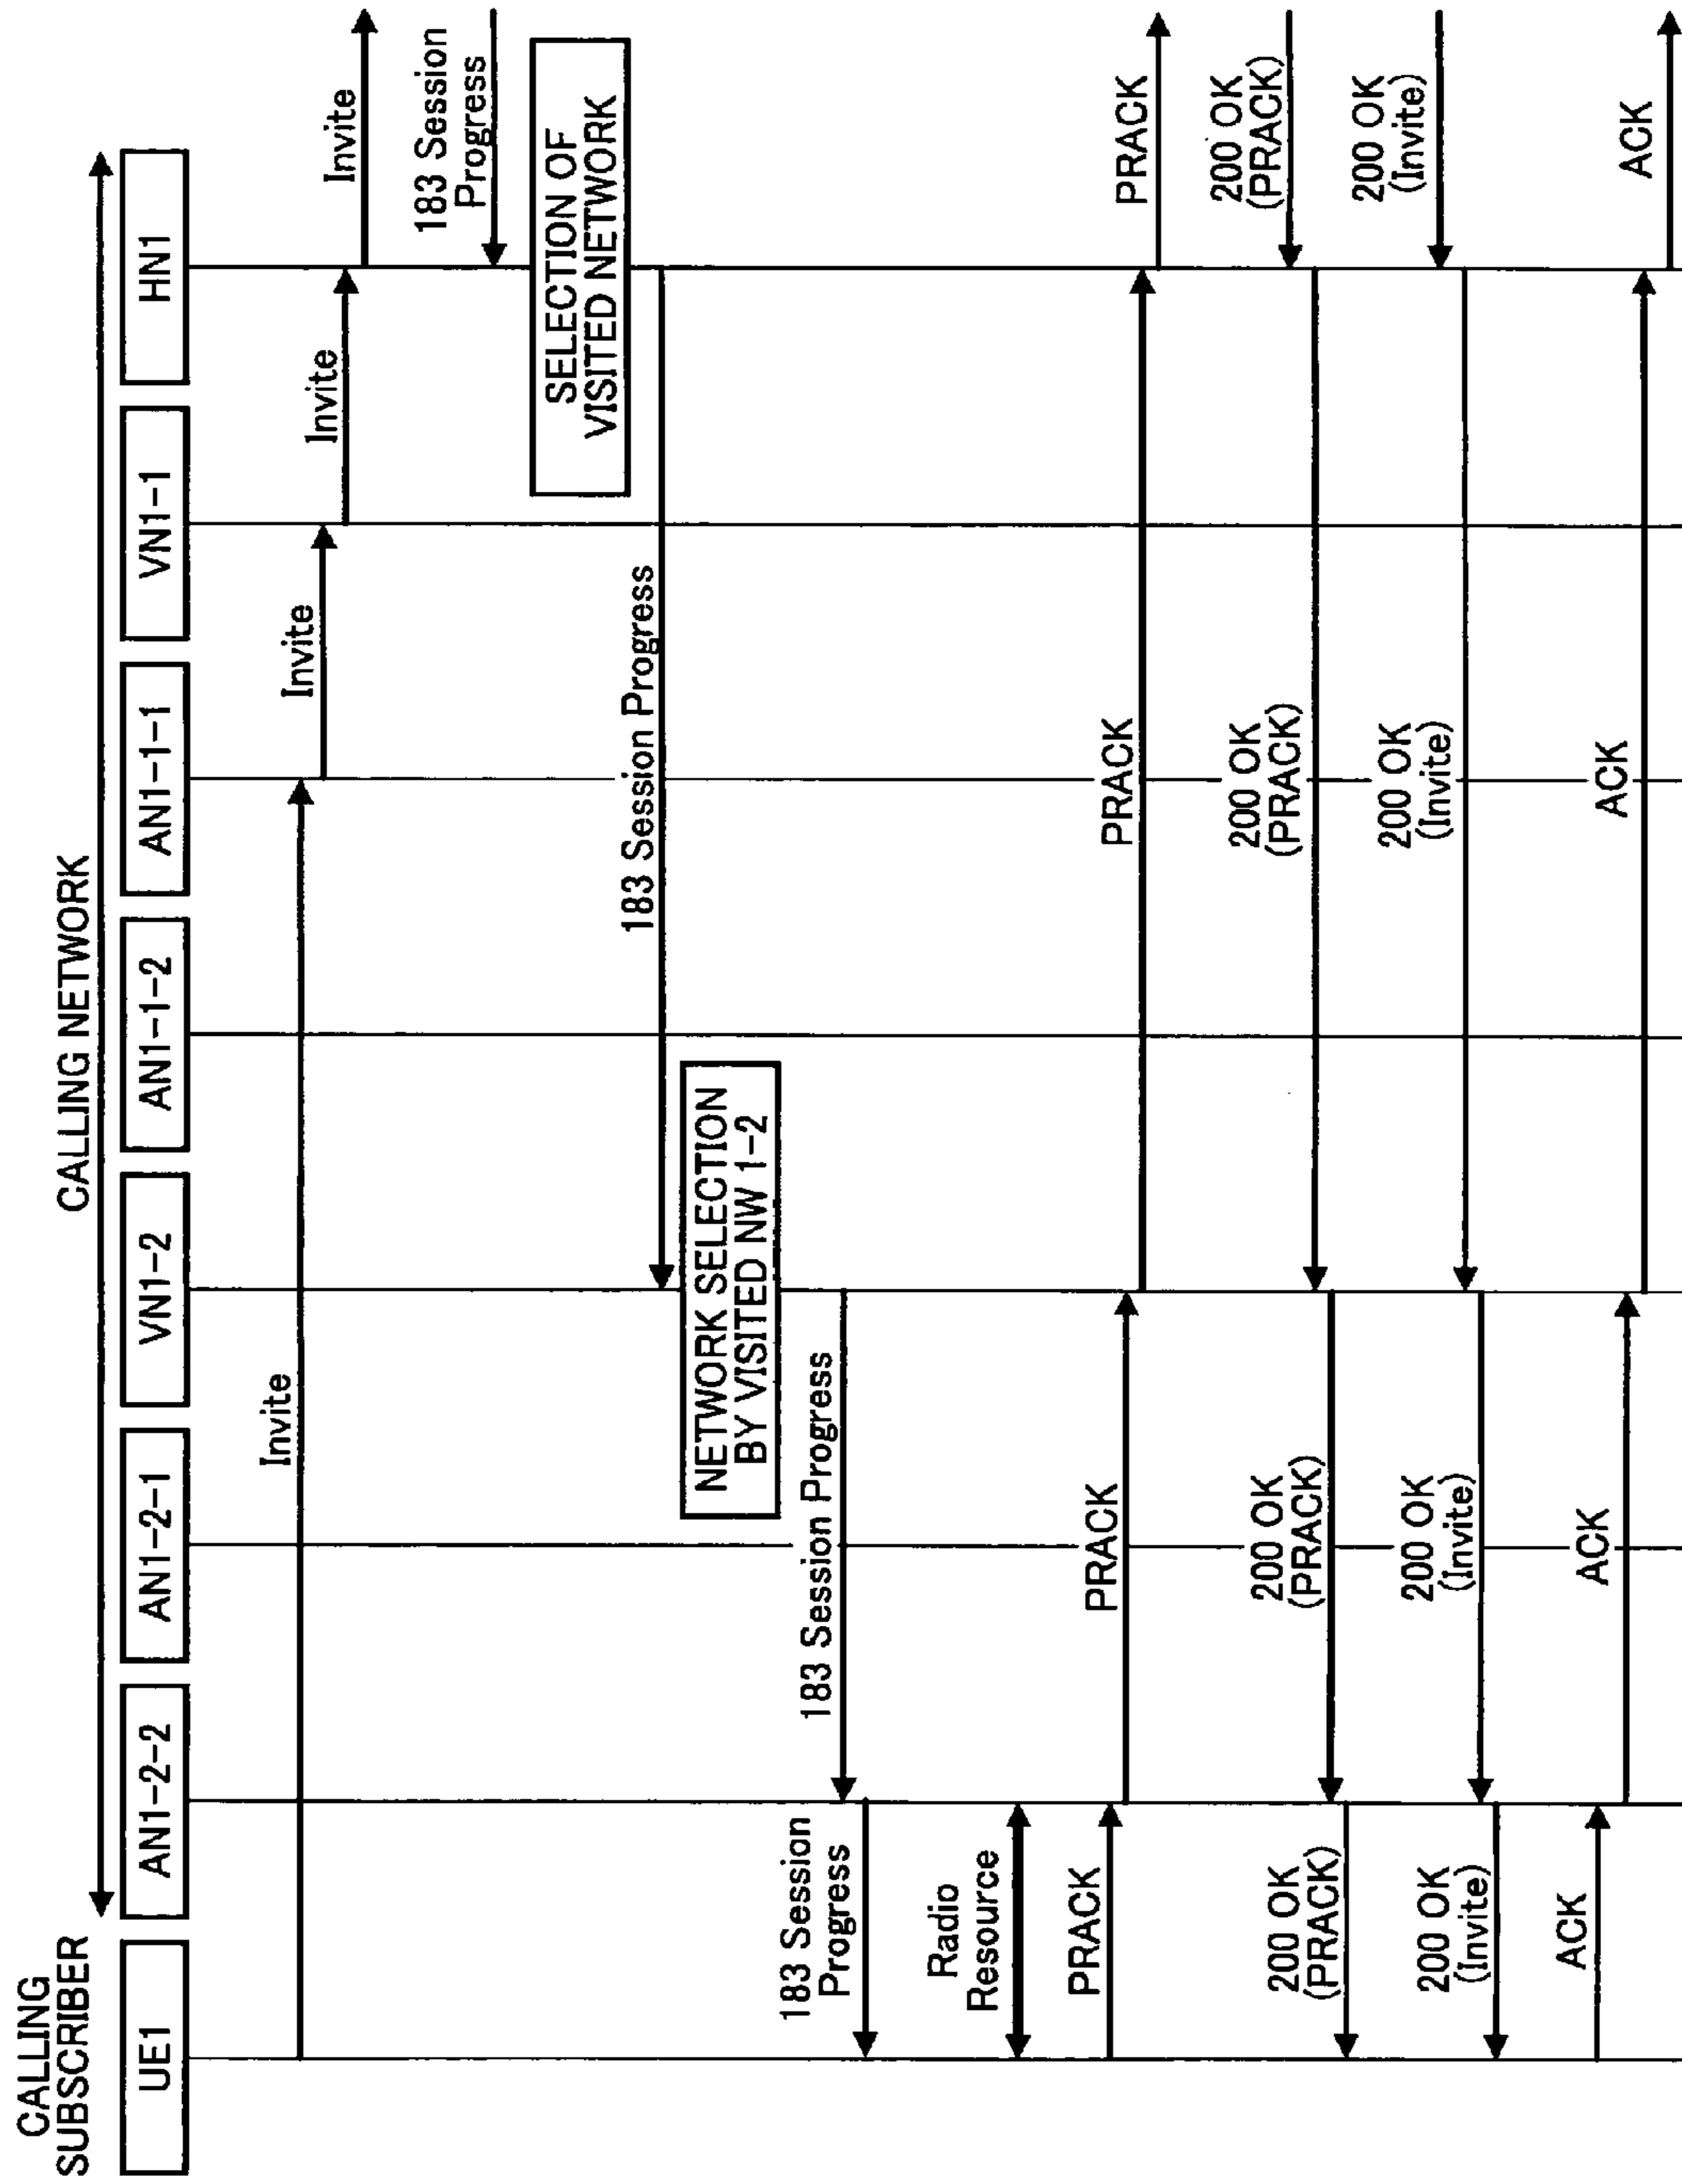 CALLING
SUBSCRIBER
CALLING NETWORK
UE1
AN1-2-2
AN1-2-1
VN1-2
AN1-1-2
AN1-1-1
VN1-1
HN1
Invite
Invite
Invite
Invite
183 Session
Progress
SELECTION OF
VISITED NETWORK
183 Session Progress
NETWORK SELECTION
BY VISITED NW 1-2
183 Session Progress
183 Session
Progress
Radio
Resource
PRACK
PRACK
PRACK
PRACK
200 OK
(PRACK)
200 OK
(PRACK)
200 OK
(PRACK)
200 OK
(PRACK)
200 OK
(Invite)
200 OK
(Invite)
200 OK
(Invite)
200 OK
(Invite)
ACK
ACK
ACK
ACK